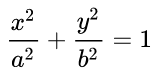 x²/a² + y²/b² = 1